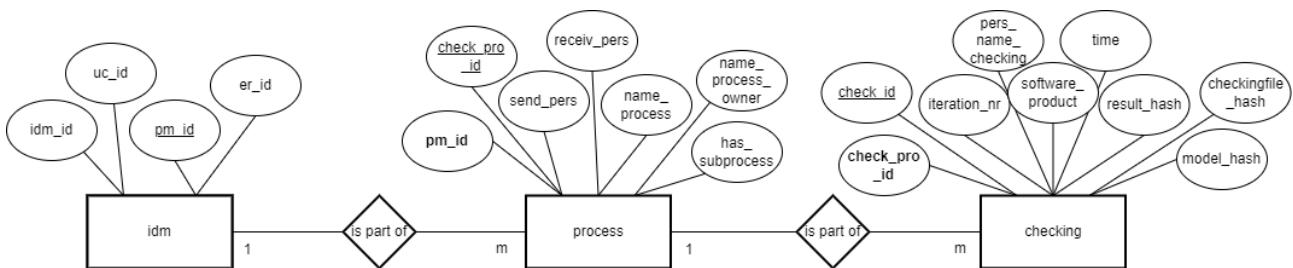 idm_id
uc_id
pm_id
er_id
idm
1
is part of
m
pm_id
check_pro
_id
send_pers
receiv_pers
name_
process
name_
process_
owner
has_
subprocess
process
1
is part of
m
check_pro
_id
check_id
iteration_nr
pers_
name_
checking
software_
product
time
result_hash
checkingfile
_hash
model_hash
checking